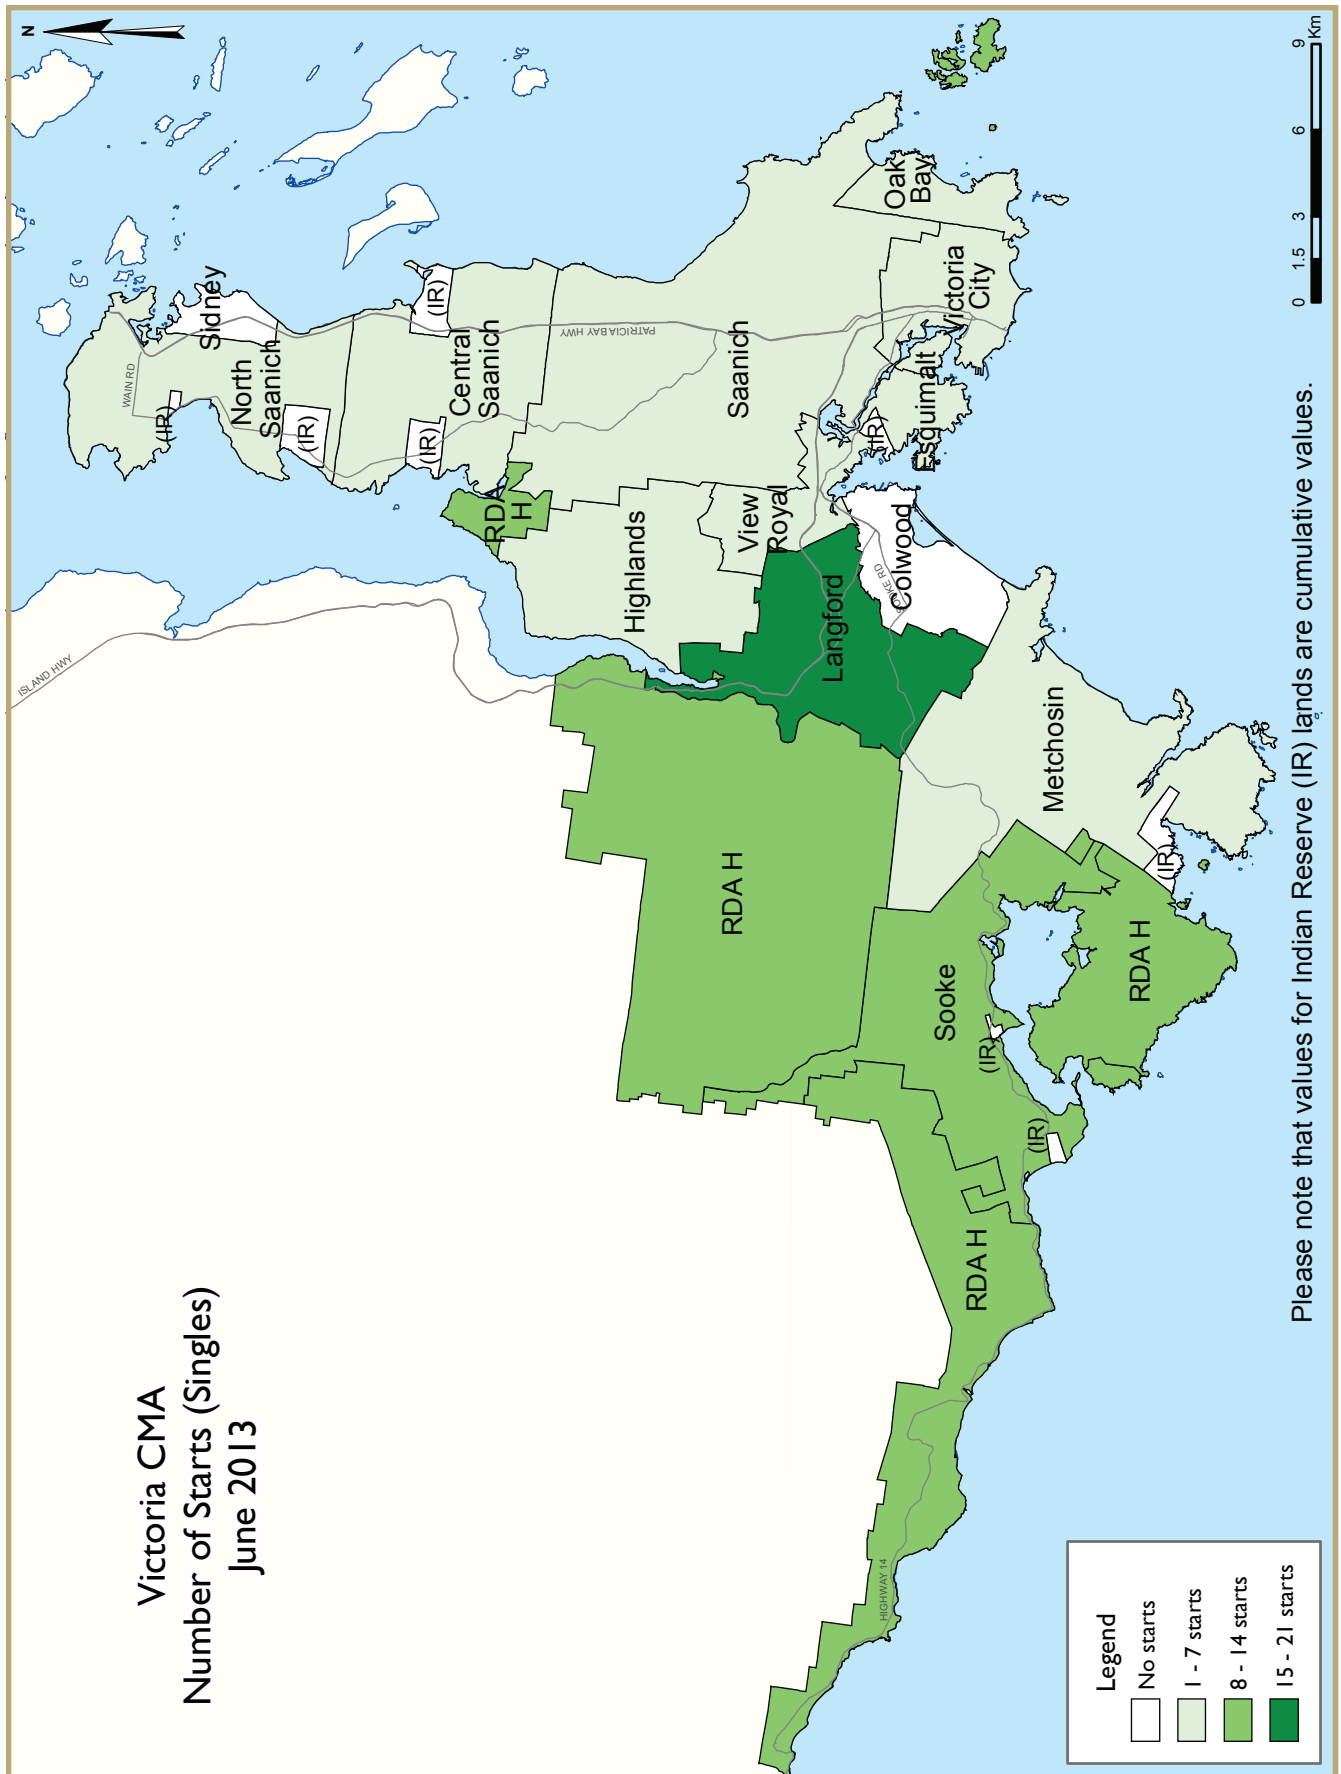 Victoria CMA
Number of Starts (Singles)
June 2013
N
ISLAND HWY
WAIN RD
Sidney
(IR)
North
Saanich
(IR)
(IR)
(IR)
Central
Saanich
PATRICIA BAY HWY
RDA
H
Saanich
Highlands
View
Royal
Oak
Bay
Victoria
City
Esquimalt
(IR)
Langford
Colwood
SOOKE RD
Metchosin
(IR)
RDA H
Sooke
RDA H
(IR)
(IR)
RDA H
HIGHWAY 14
Legend
No starts
1 - 7 starts
8 - 14 starts
15 - 21 starts
0 1.5 3 6 9
Km
Please note that values for Indian Reserve (IR) lands are cumulative values.